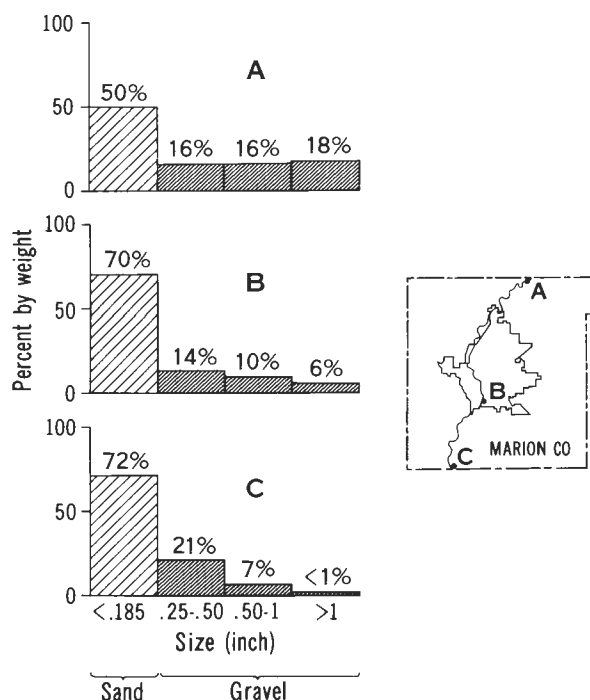 Percent by weight
100
50
0
A
50%
16% 16% 18%
100
50
0
B
70%
14% 10% 6%
100
50
0
C
72%
21% 7% <1%
<.185 .25-.50 .50-1 >1
Size (inch)
Sand Gravel
A
B
C MARION CO